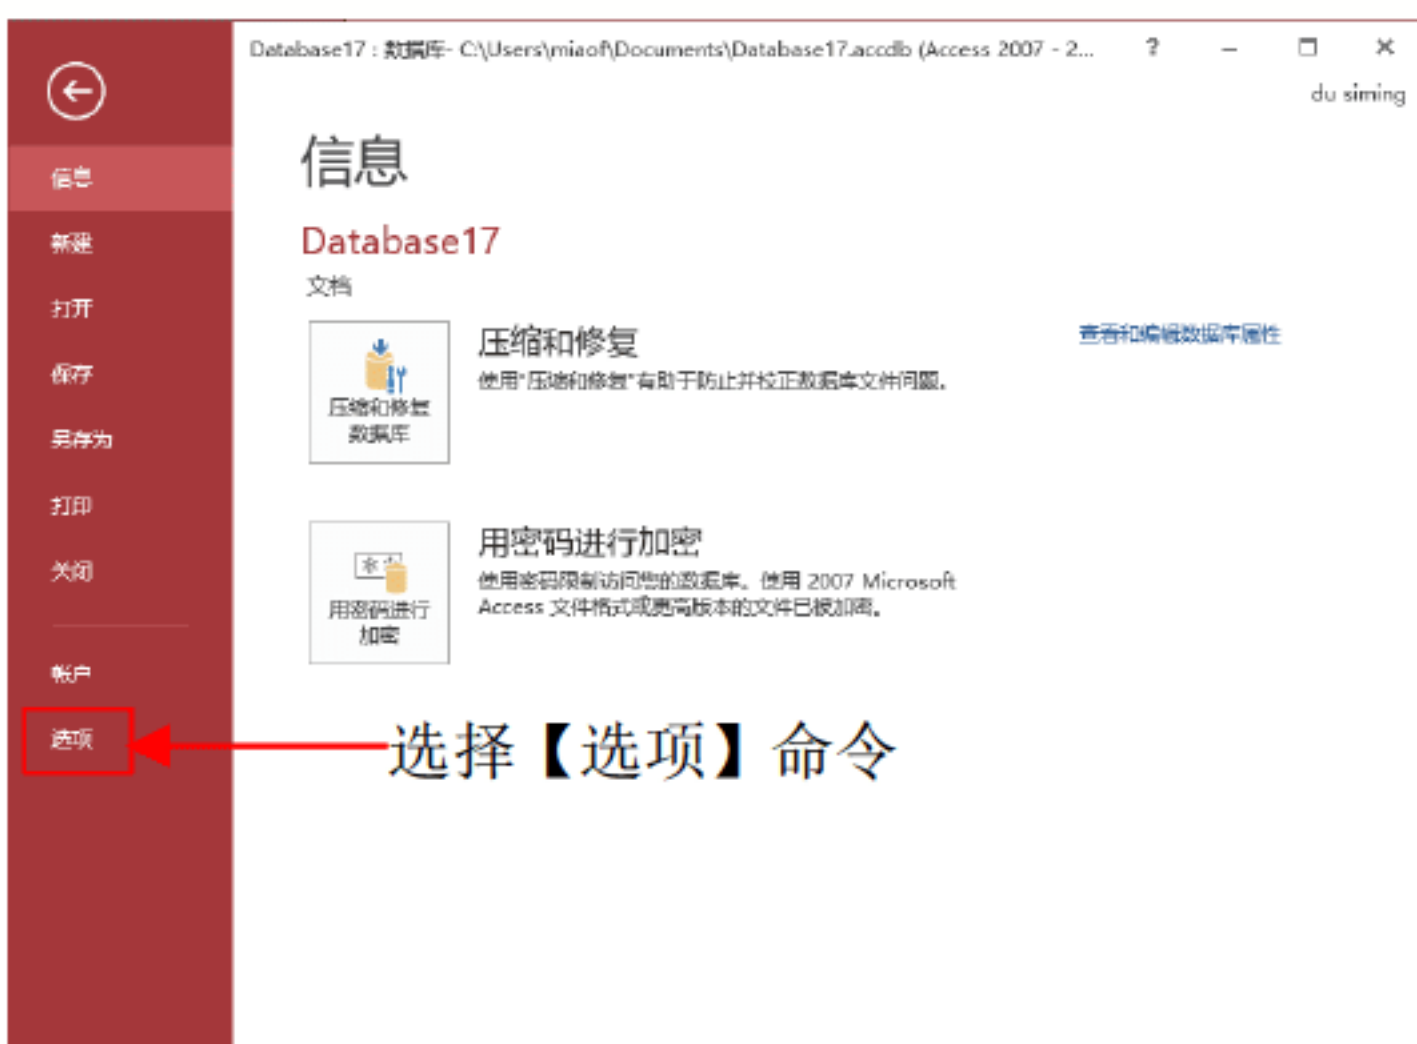 Database17 : 数据库- C:\Users\miaof\Documents\Database17.accdb (Access 2007 - 2...
?
du siming
信息
新建
打开
保存
另存为
打印
关闭
帐户
选项
信息
Database17
文档
压缩和修复
数据库
压缩和修复
使用“压缩和修复”有助于防止并校正数据库文件问题。
查看和编辑数据库属性
用密码进行
加密
用密码进行加密
使用密码限制访问您的数据库。使用 2007 Microsoft
Access 文件格式或更高版本的文件已被加密。
选择【选项】命令